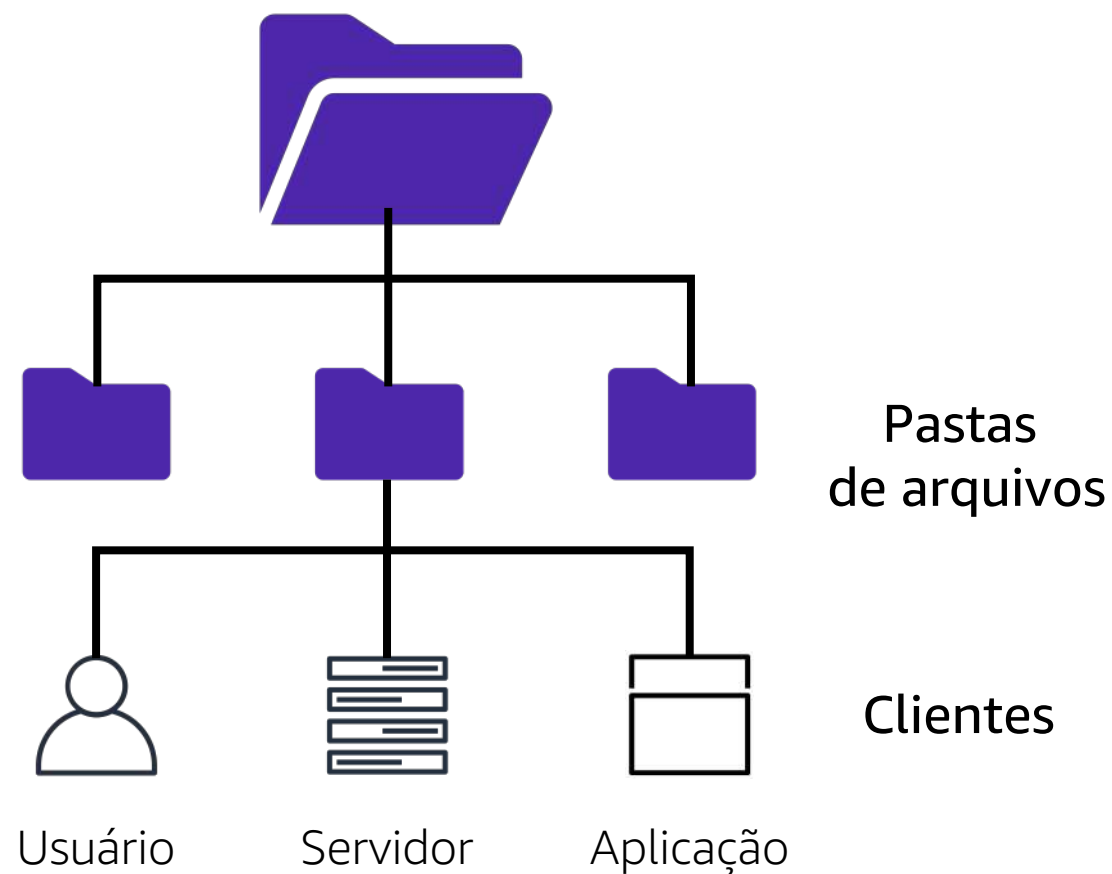 Pastas
de arquivos
Clientes
Usuário
Servidor
Aplicação